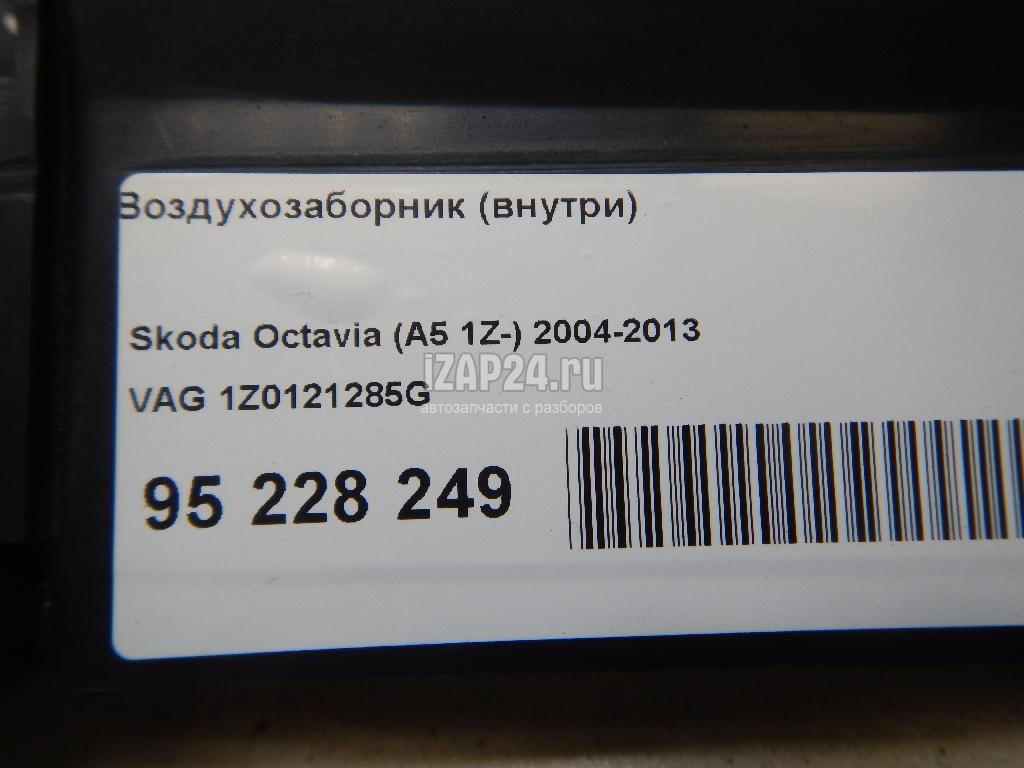 Воздухозаборник (внутри)
Skoda Octavia (A5 1Z-) 2004-2013
iZAP24.ru
VAG 1Z0121285G
автозапчасти с разборов
95 228 249